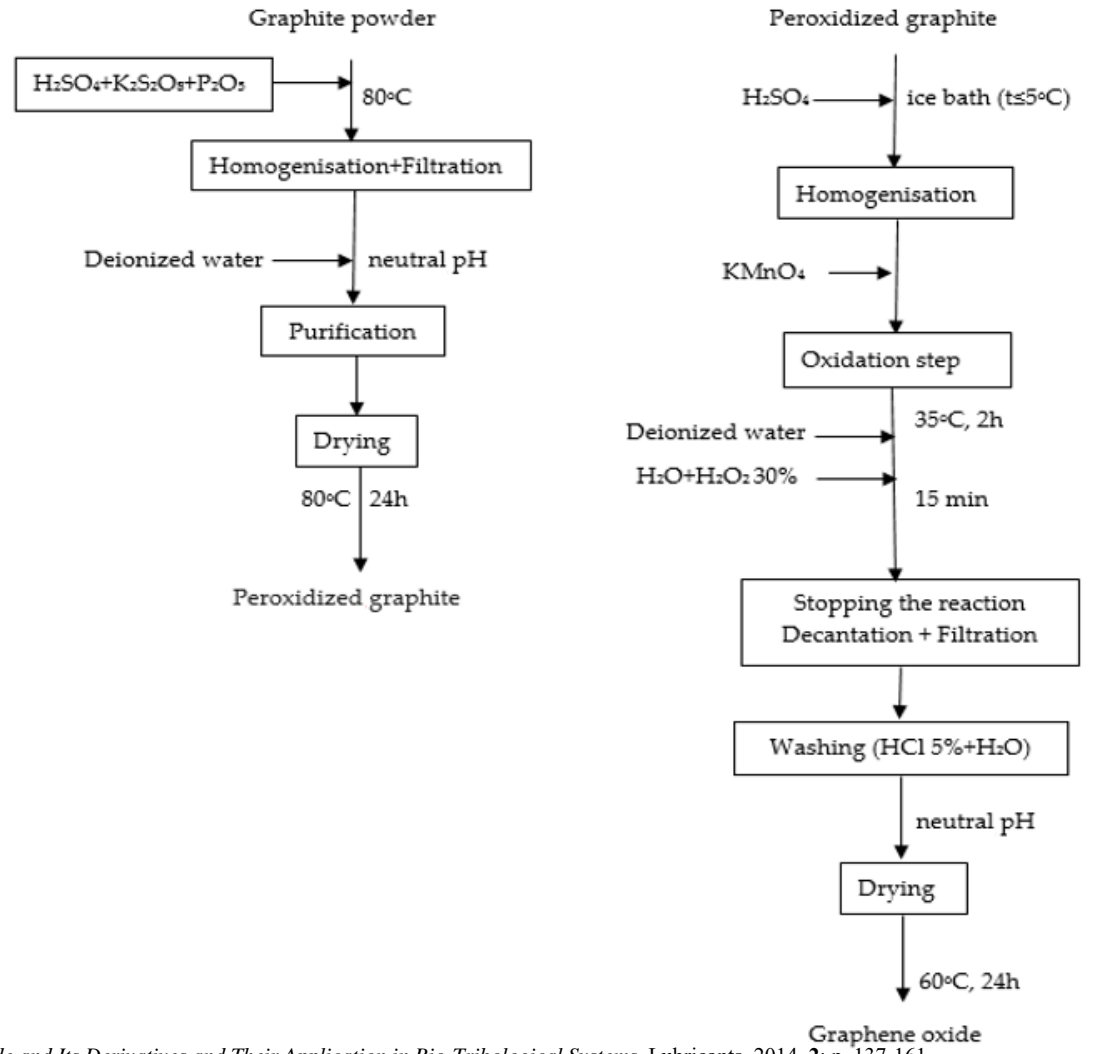 Graphite powder
H₂SO₄+K₂S₂O₈+P₂O₅
80°C
Homogenisation+Filtration
Deionized water
neutral pH
Purification
Drying
80°C
24h
Peroxidized graphite
Peroxidized graphite
H₂SO₄
ice bath (t≤5°C)
Homogenisation
KMnO₄
Oxidation step
35°C, 2h
Deionized water
H₂O+H₂O₂ 30%
15 min
Stopping the reaction
Decantation + Filtration
Washing (HCl 5%+H₂O)
neutral pH
Drying
60°C, 24h
Graphene oxide
and Its Derivatives and Their Application in Bio-Tribological Systems. Lubricants, 2014. 2: p. 137-161